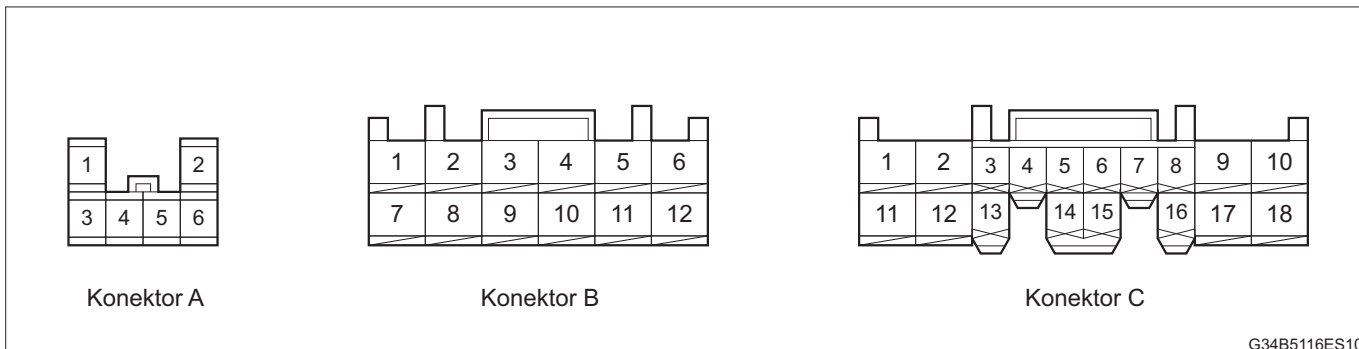 1 2
3 4 5 6
Konektor A
1 2 3 4 5 6
7 8 9 10 11 12
Konektor B
1 2 3 4 5 6 7 8 9 10
11 12 13 14 15 16 17 18
Konektor C
G34B5116ES10